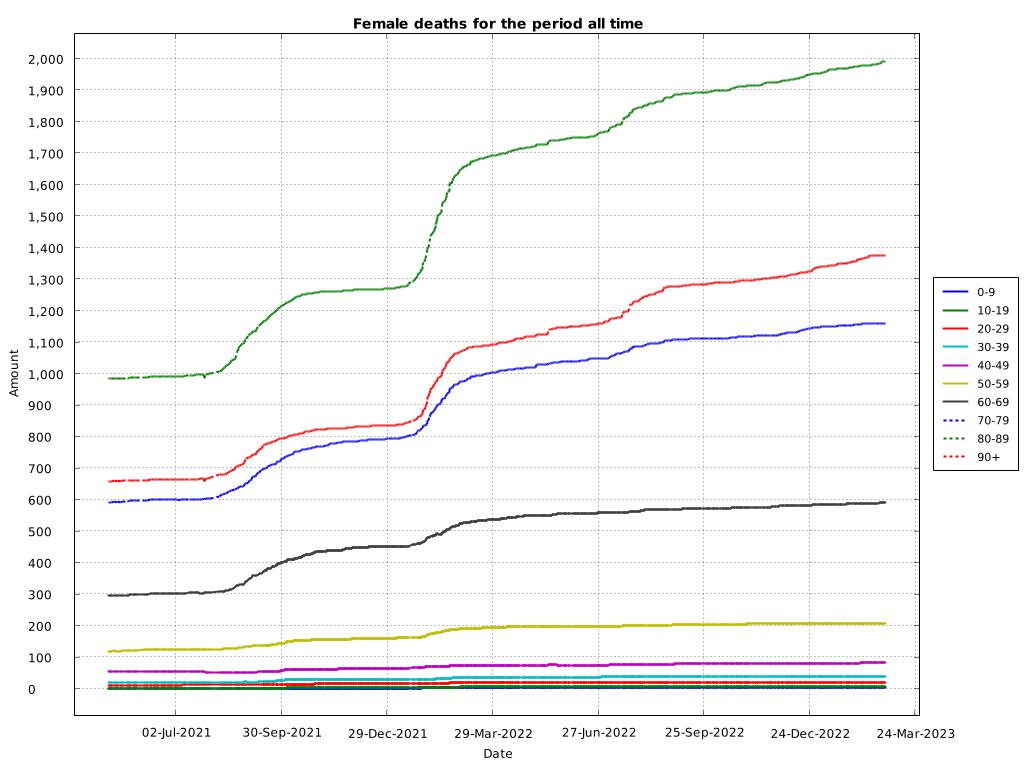 Female deaths for the period all time
2,000
1,900
1,800
1,700
1,600
1,500
1,400
1,300
1,200
1,100
1,000
900
800
700
600
500
400
300
200
100
0
Amount
02-Jul-2021
30-Sep-2021
29-Dec-2021
29-Mar-2022
27-Jun-2022
25-Sep-2022
24-Dec-2022
24-Mar-2023
Date
0-9
10-19
20-29
30-39
40-49
50-59
60-69
70-79
80-89
90+